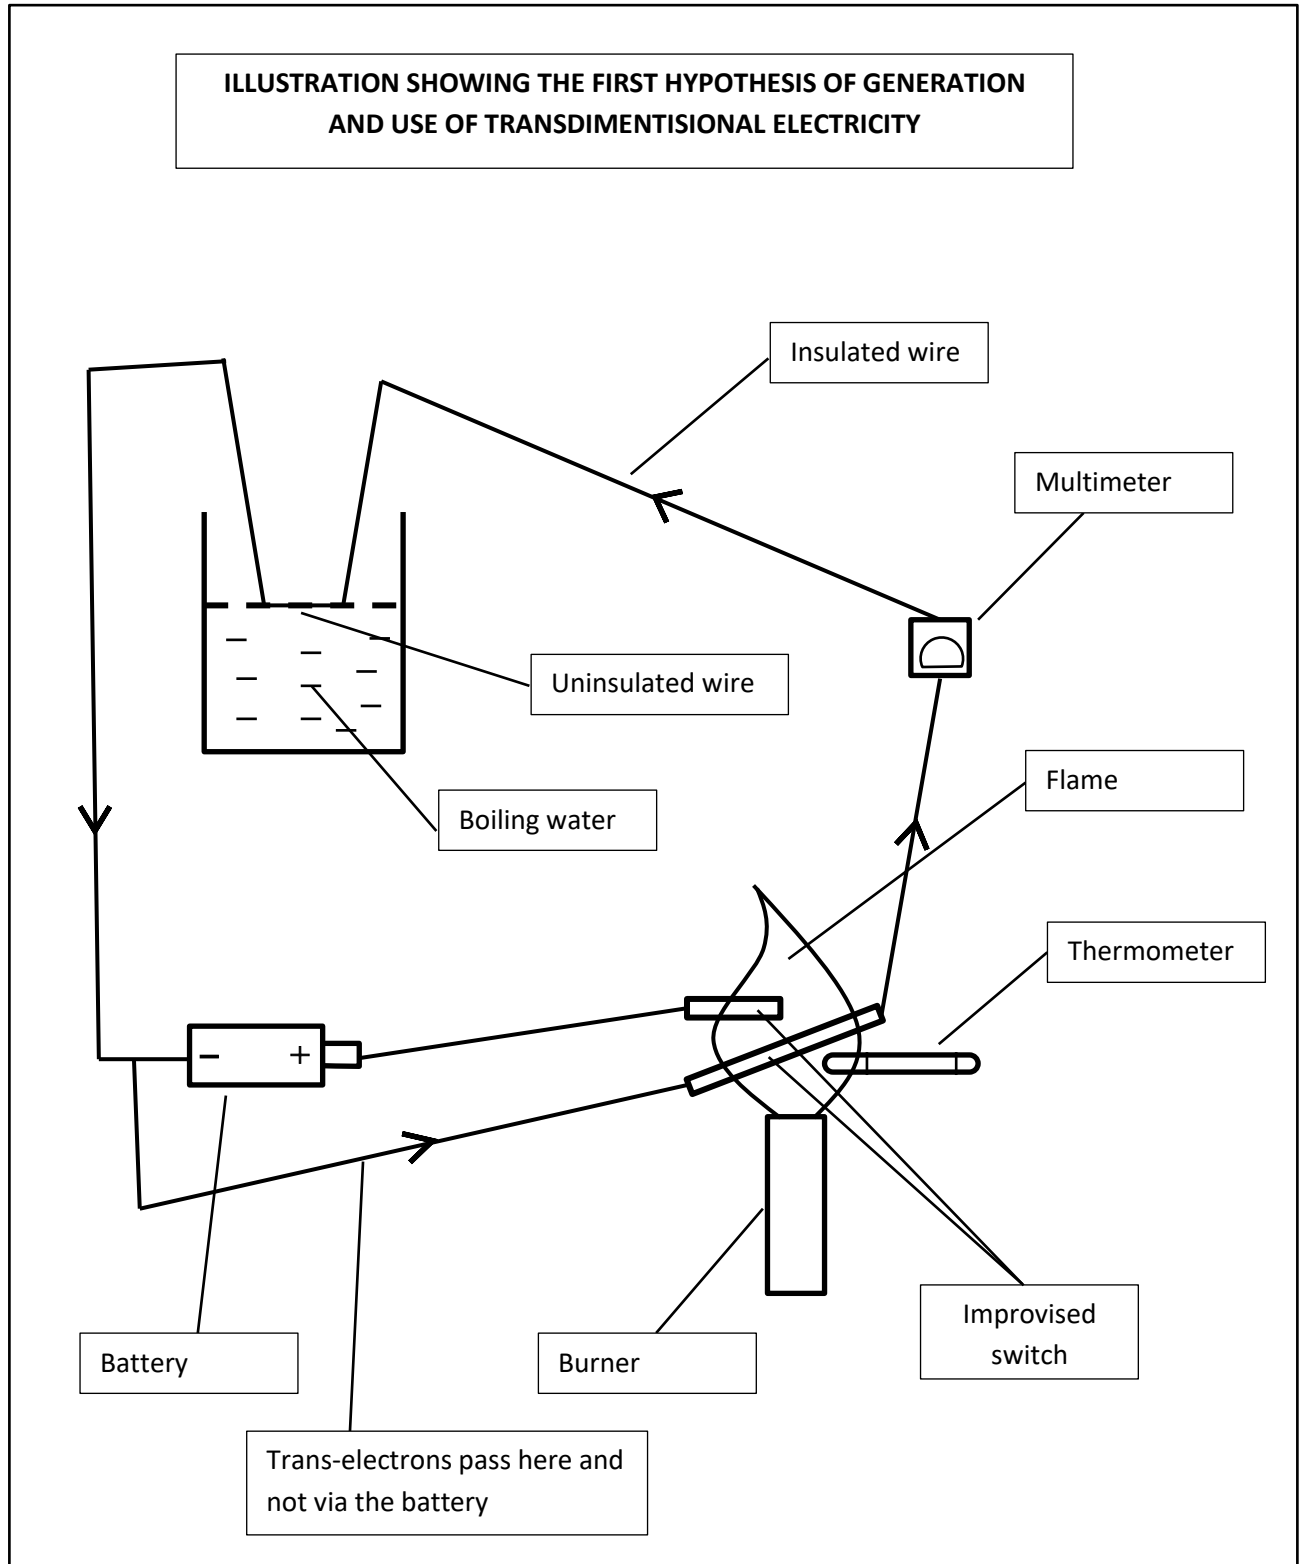 ILLUSTRATION SHOWING THE FIRST HYPOTHESIS OF GENERATION
AND USE OF TRANSDIMENTISIONAL ELECTRICITY
Insulated wire
Multimeter
Uninsulated wire
Flame
Boiling water
Thermometer
− +
Improvised
switch
Battery
Burner
Trans-electrons pass here and
not via the battery